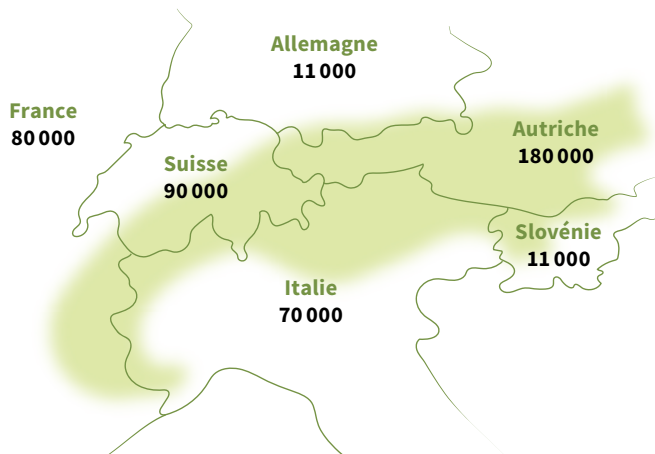 Allemagne
11 000
France
80 000
Autriche
180 000
Suisse
90 000
Slovénie
11 000
Italie
70 000